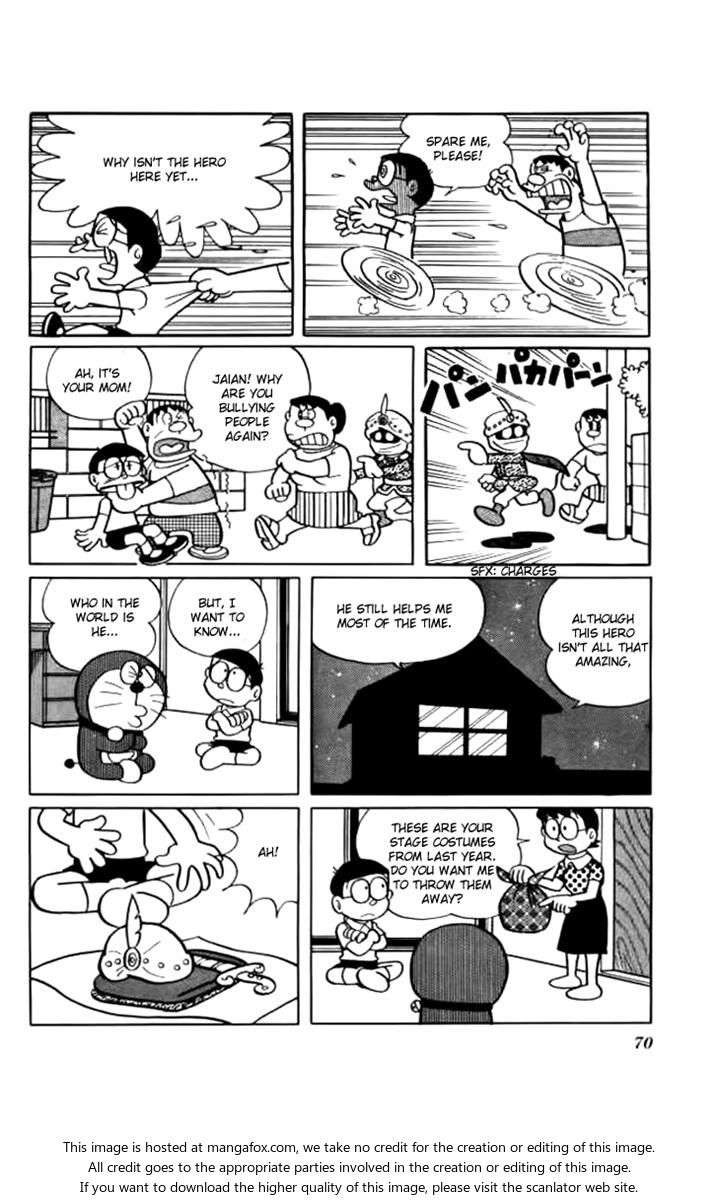 SPARE ME,
PLEASE!
WHY ISN'T THE HERO
HERE YET...
パンパカパーン
SFX: CHARGES
JAIAN! WHY
ARE YOU
BULLYING
PEOPLE
AGAIN?
AH, IT'S
YOUR MOM!
ALTHOUGH
THIS HERO
ISN'T ALL THAT
AMAZING,
HE STILL HELPS ME
MOST OF THE TIME.
BUT, I
WANT TO
KNOW...
WHO IN THE
WORLD IS
HE...
THESE ARE YOUR
STAGE COSTUMES
FROM LAST YEAR.
DO YOU WANT ME
TO THROW THEM
AWAY?
AH!
70
This image is hosted at mangafox.com, we take no credit for the creation or editing of this image.
All credit goes to the appropriate parties involved in the creation or editing of this image.
If you want to download the higher quality of this image, please visit the scanlator web site.